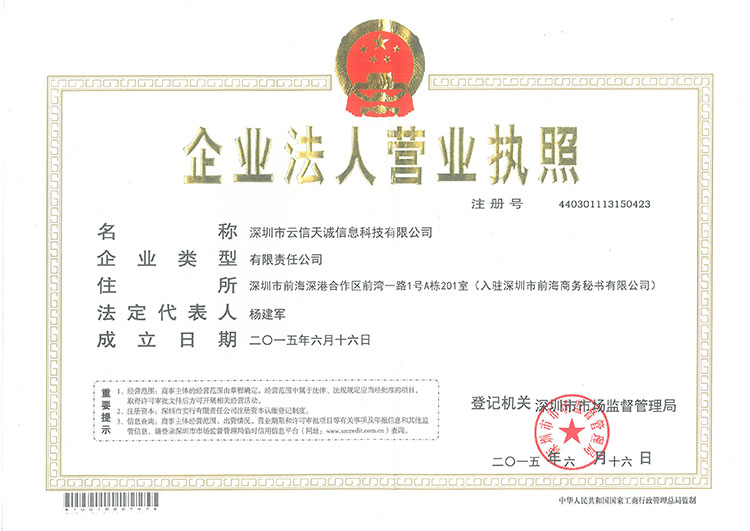 企业法人营业执照
注册号 440301113150423
名称 深圳市云信天诚信息科技有限公司
企业类型 有限责任公司
住所 深圳市前海深港合作区前湾一路1号A栋201室（入驻深圳市前海商务秘书有限公司）
法定代表人 杨建军
成立日期 二〇一五年六月十六日
重要提示
1、经营范围：商事主体的经营范围由章程确定。经营范围中属于法律、法规规定应当经批准的项目，
取得许可审批文件后方可开展相关经营活动。
2、注册资本：深圳市实行有限责任公司注册资本认缴登记制度。
3、信息查询：商事主体经营范围、出资情况、营业期限和许可审批项目等有关事项及年报信息和其他监
管信息，请登录深圳市市场监督管理局临时信用信息平台（网址：www.szcredit.com.cn）查询。
登记机关 深圳市市场监督管理局
深圳市市场监督管理局
二〇一五年六月十六日
中华人民共和国国家工商行政管理总局监制